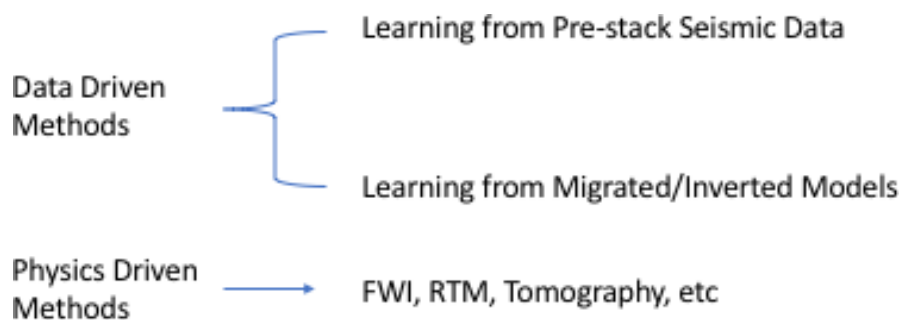 Learning from Pre-stack Seismic Data
Data Driven
Methods
Learning from Migrated/Inverted Models
Physics Driven
Methods
FWI, RTM, Tomography, etc